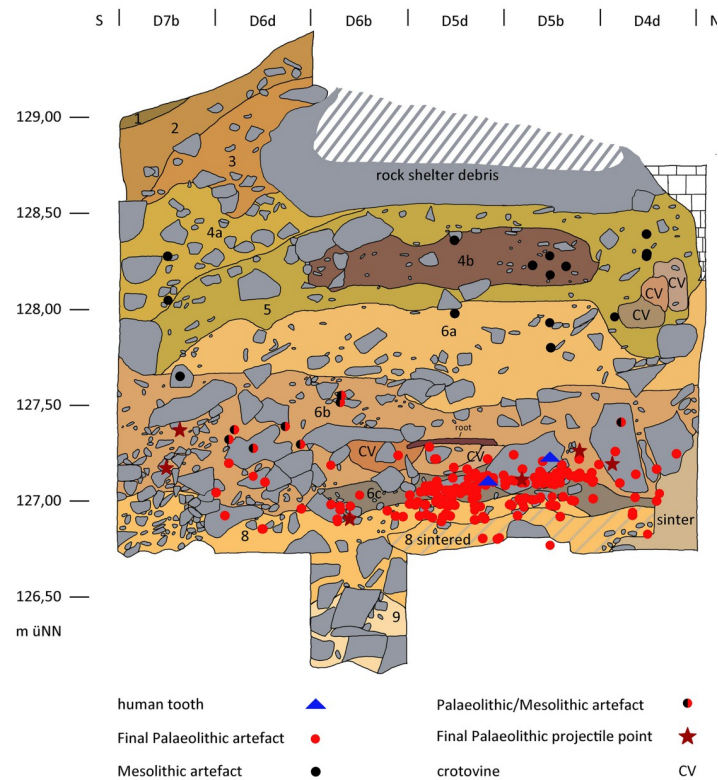 S | D7b | D6d | D6b | D5d | D5b | D4d | N
129,00
1
2
3
rock shelter debris
128,50
4a
4b
CV
CV
CV
128,00
5
6a
127,50
6b
root
CV
CV
127,00
6c
8
8 sintered
sinter
126,50
9
m üNN
human tooth
Palaeolithic/Mesolithic artefact
Final Palaeolithic artefact
Final Palaeolithic projectile point
Mesolithic artefact
crotovine
CV